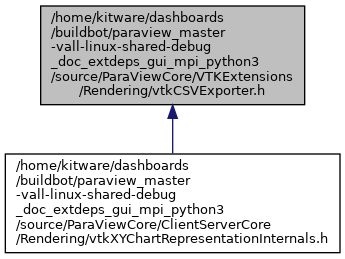 /home/kitware/dashboards
/buildbot/paraview_master
-vall-linux-shared-debug
_doc_extdeps_gui_mpi_python3
/source/ParaViewCore/VTKExtensions
/Rendering/vtkCSVExporter.h
/home/kitware/dashboards
/buildbot/paraview_master
-vall-linux-shared-debug
_doc_extdeps_gui_mpi_python3
/source/ParaViewCore/ClientServerCore
/Rendering/vtkXYChartRepresentationInternals.h